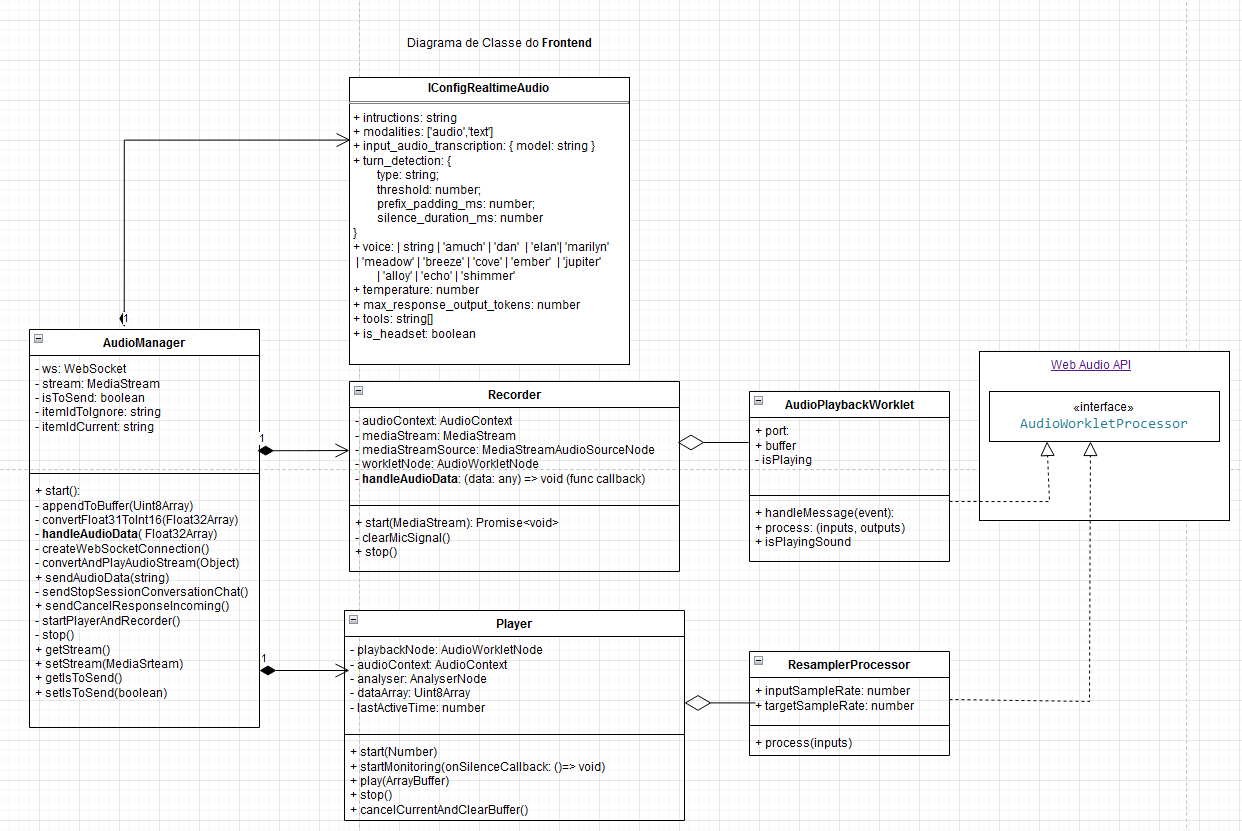 Diagrama de Classe do Frontend
IConfigRealtimeAudio
+ intructions: string
+ modalities: ['audio','text']
+ input_audio_transcription: { model: string }
+ turn_detection: {
type: string;
threshold: number;
prefix_padding_ms: number;
silence_duration_ms: number
}
+ voice: | string | 'amuch' | 'dan' | 'elan'| 'marilyn'
| 'meadow' | 'breeze' | 'cove' | 'ember' | 'jupiter'
| 'alloy' | 'echo' | 'shimmer'
+ temperature: number
+ max_response_output_tokens: number
+ tools: string[]
+ is_headset: boolean
1
AudioManager
- ws: WebSocket
- stream: MediaStream
- isToSend: boolean
- itemIdToIgnore: string
- itemIdCurrent: string
+ start():
- appendToBuffer(Uint8Array)
- convertFloat31ToInt16(Float32Array)
- handleAudioData( Float32Array)
- createWebSocketConnection()
- convertAndPlayAudioStream(Object)
+ sendAudioData(string)
- sendStopSessionConversationChat()
+ sendCancelResponseIncoming()
- startPlayerAndRecorder()
- stop()
+ getStream()
+ setStream(MediaSrteam)
+ getIsToSend()
+ setIsToSend(boolean)
1
Recorder
- audioContext: AudioContext
- mediaStream: MediaStream
- mediaStreamSource: MediaStreamAudioSourceNode
- workletNode: AudioWorkletNode
- handleAudioData: (data: any) => void (func callback)
+ start(MediaStream): Promise<void>
- clearMicSignal()
+ stop()
1
Player
- playbackNode: AudioWorkletNode
- audioContext: AudioContext
- analyser: AnalyserNode
- dataArray: Uint8Array
- lastActiveTime: number
+ start(Number)
+ startMonitoring(onSilenceCallback: ()=> void)
+ play(ArrayBuffer)
+ stop()
+ cancelCurrentAndClearBuffer()
AudioPlaybackWorklet
+ port:
+ buffer
- isPlaying
+ handleMessage(event):
+ process: (inputs, outputs)
+ isPlayingSound
ResamplerProcessor
+ inputSampleRate: number
+ targetSampleRate: number
+ process(inputs)
Web Audio API
«interface»
AudioWorkletProcessor